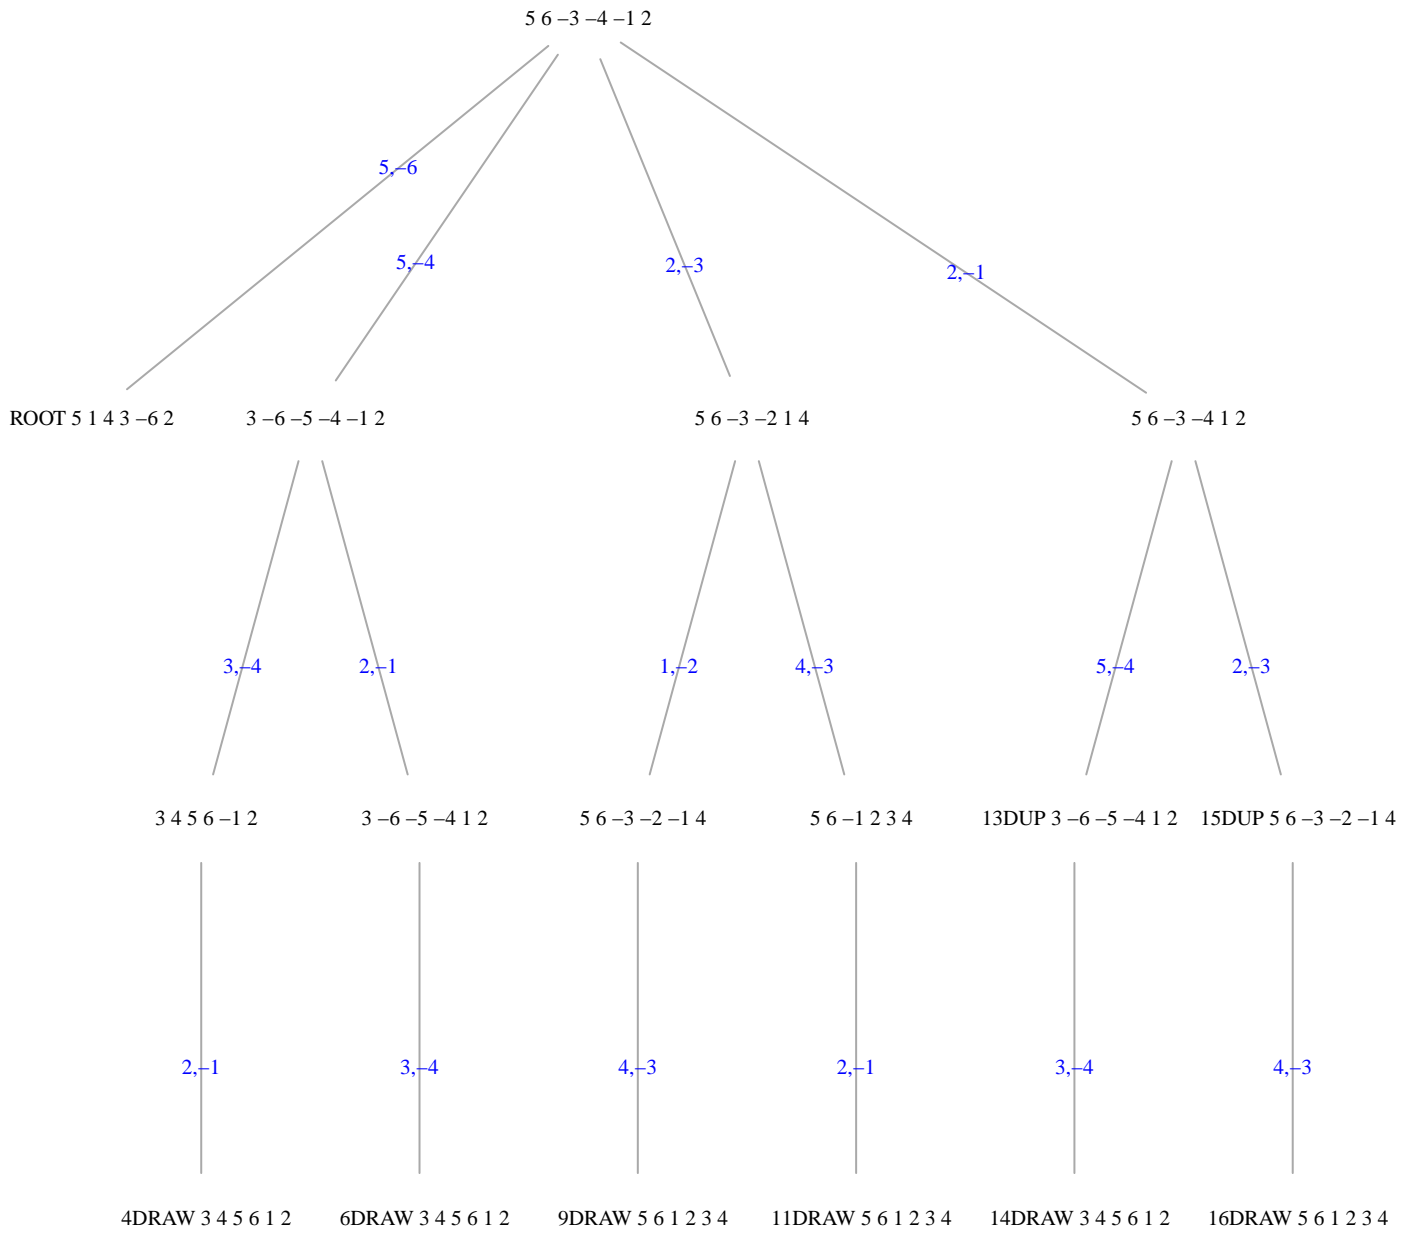 5 6 –3 –4 –1 2
5,–6
5,–4
2,–3
2,–1
ROOT 5 1 4 3 –6 2
3 –6 –5 –4 –1 2
5 6 –3 –2 1 4
5 6 –3 –4 1 2
3,–4
2,–1
1,–2
4,–3
5,–4
2,–3
3 4 5 6 –1 2
3 –6 –5 –4 1 2
5 6 –3 –2 –1 4
5 6 –1 2 3 4
13DUP 3 –6 –5 –4 1 2
15DUP 5 6 –3 –2 –1 4
2,–1
3,–4
4,–3
2,–1
3,–4
4,–3
4DRAW 3 4 5 6 1 2
6DRAW 3 4 5 6 1 2
9DRAW 5 6 1 2 3 4
11DRAW 5 6 1 2 3 4
14DRAW 3 4 5 6 1 2
16DRAW 5 6 1 2 3 4